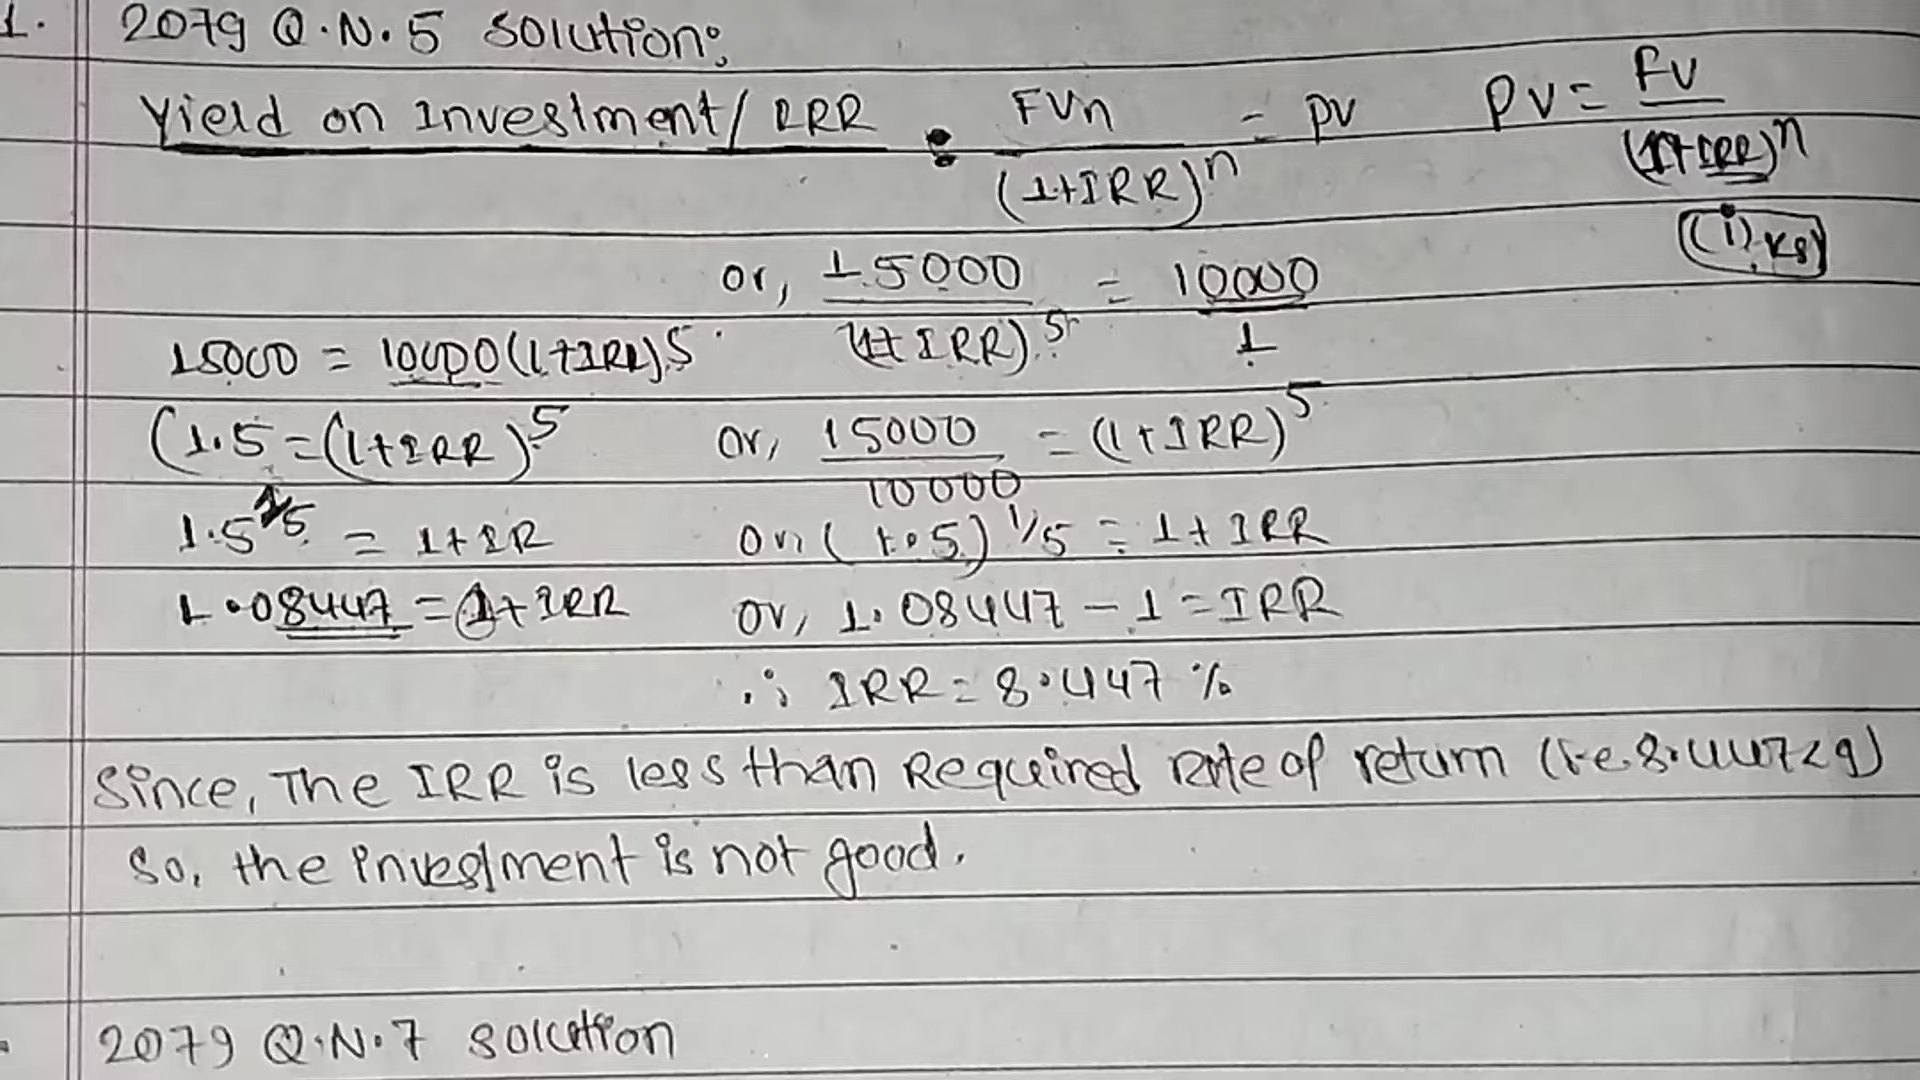 1. 2079 Q.N.5 Solution:
Yield on Investment/IRR : FVn/(1+IRR)^n = PV PV = FV/(1+IRR)^n
(i)
or, 15000/(1+IRR)^5 = 10000/1
15000 = 10000(1+IRR)^5
(1.5 = (1+IRR)^5 or, 15000/10000 = (1+IRR)^5
1.5^1/5 = 1+IR or, (1.5)^1/5 = 1+IRR
1.08447 = 1+IRR or, 1.08447 - 1 = IRR
∴ IRR = 8.447 %
Since, The IRR is less than Required rate of return (i.e 8.447<9)
So, the investment is not good.
2079 Q.N.7 solution